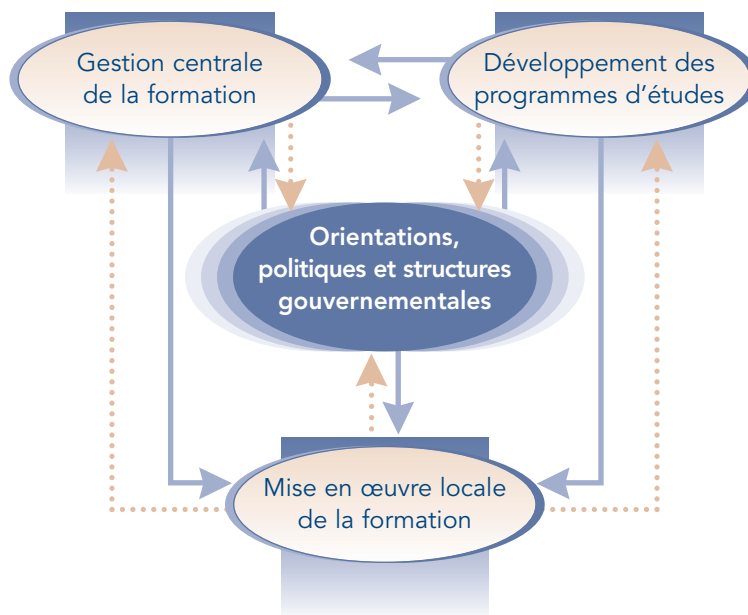 Gestion centrale
de la formation
Développement des
programmes d’études
Orientations,
politiques et structures
gouvernementales
Mise en œuvre locale
de la formation